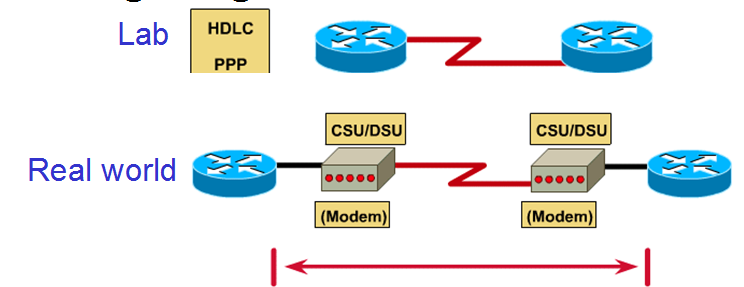 Lab
HDLC
PPP
CSU/DSU
CSU/DSU
Real world
(Modem)
(Modem)